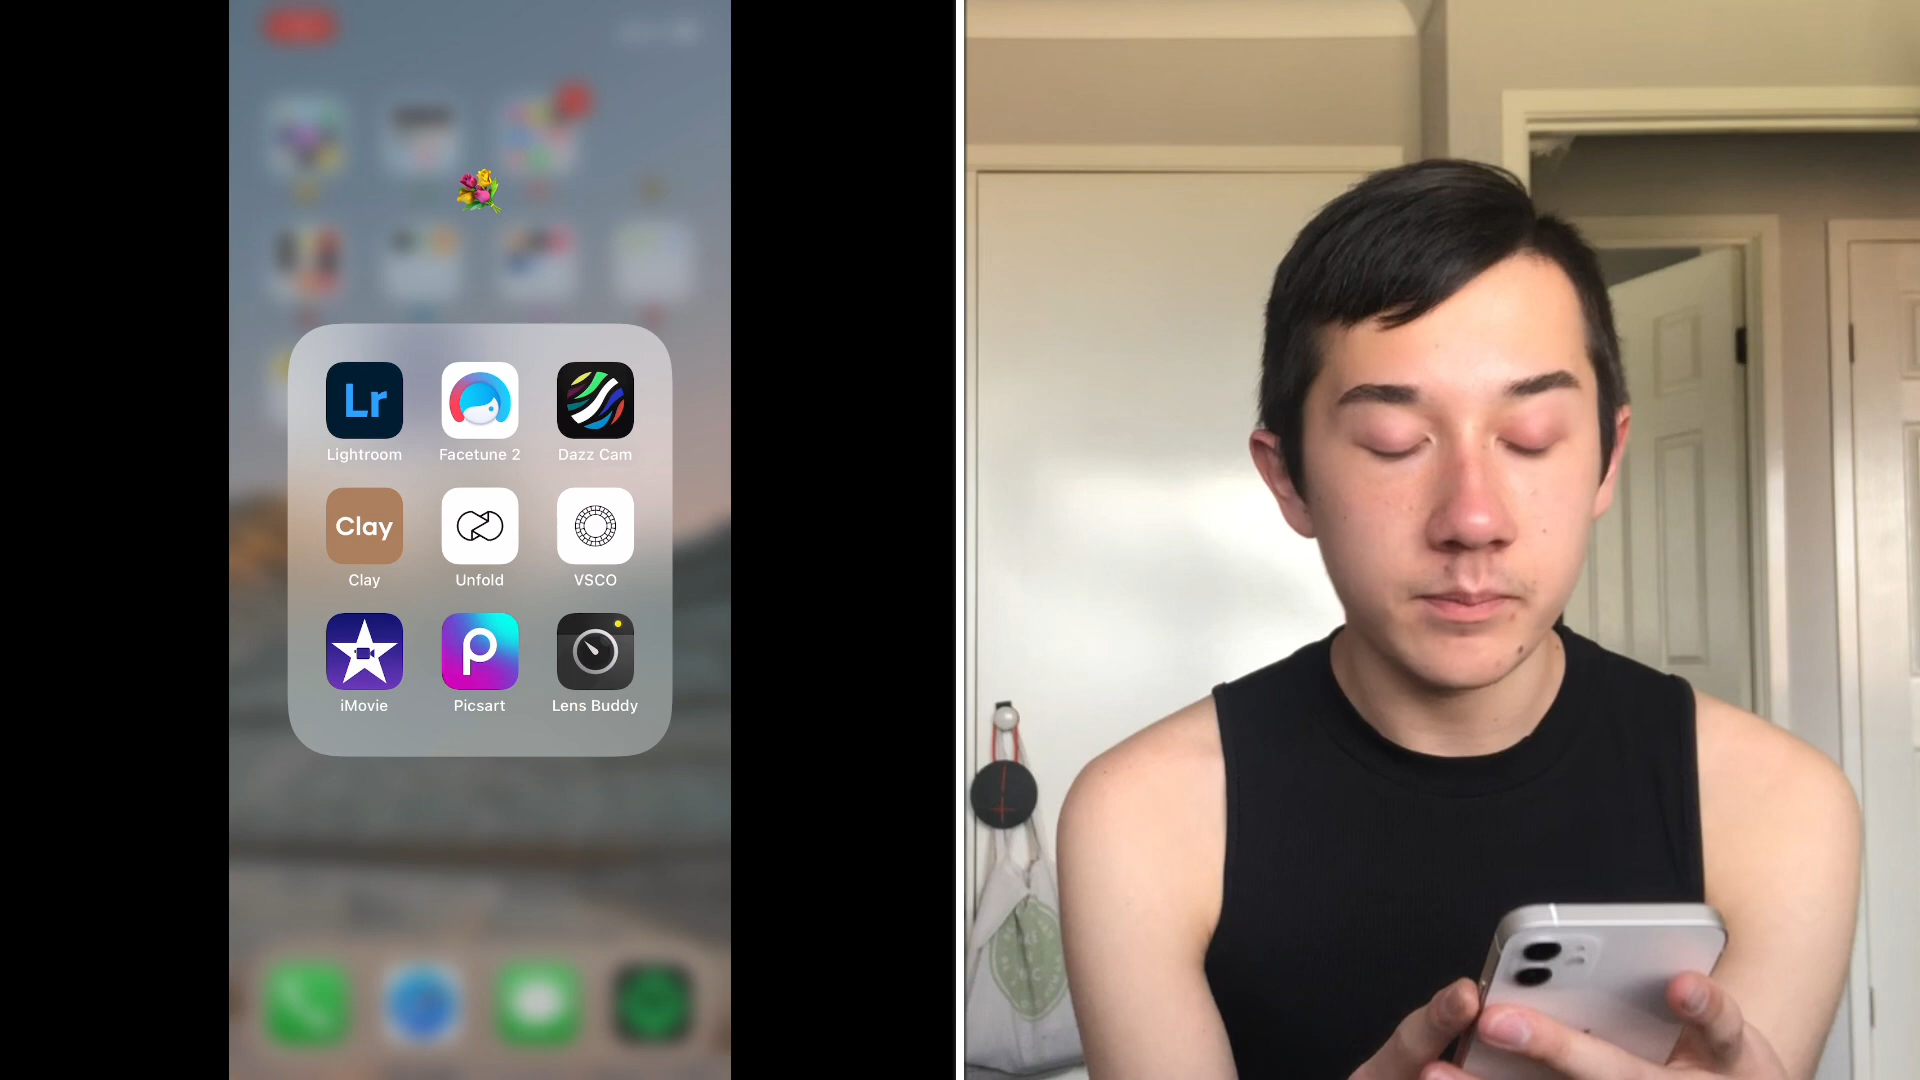 Lr
Lightroom
Facetune 2
Dazz Cam
Clay
Clay
Unfold
VSCO
iMovie
Picsart
Lens Buddy